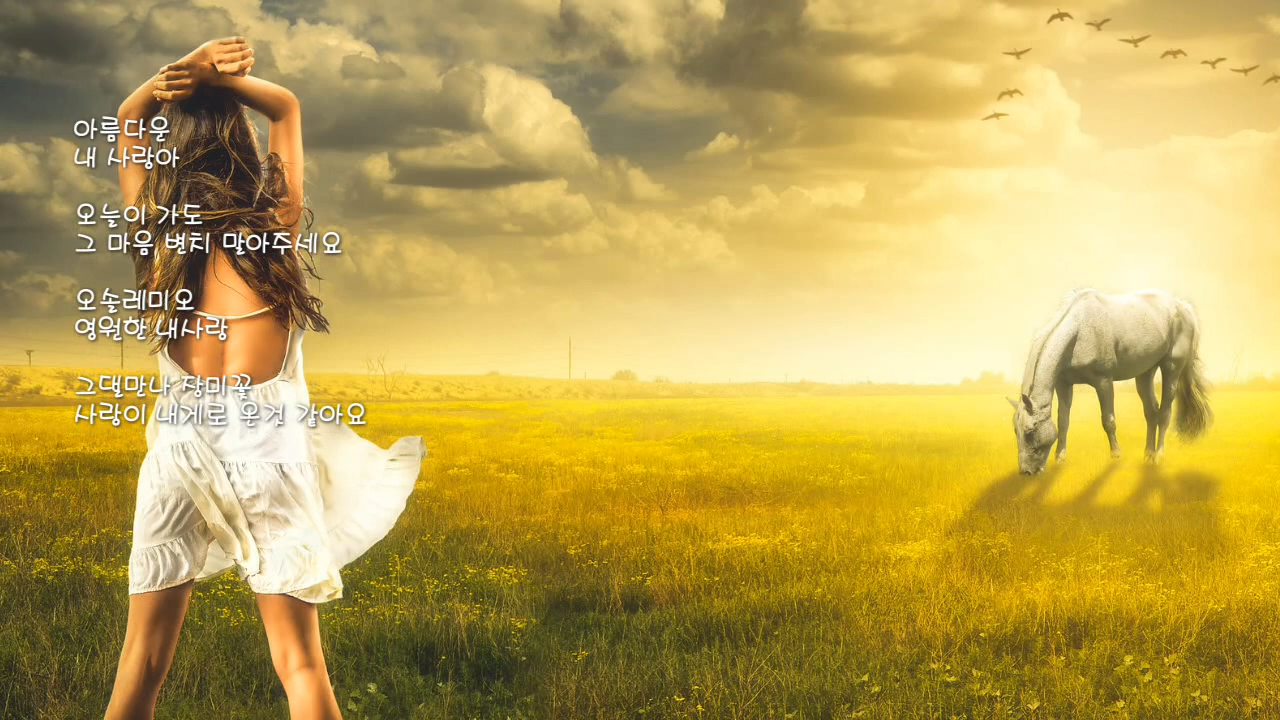 아름다운
내 사랑아
오늘이 가도
그 마음 변치 말아주세요
오솔레미오
영원한 내사랑
그댈만나 장미꽃
사랑이 내게로 온것 같아요